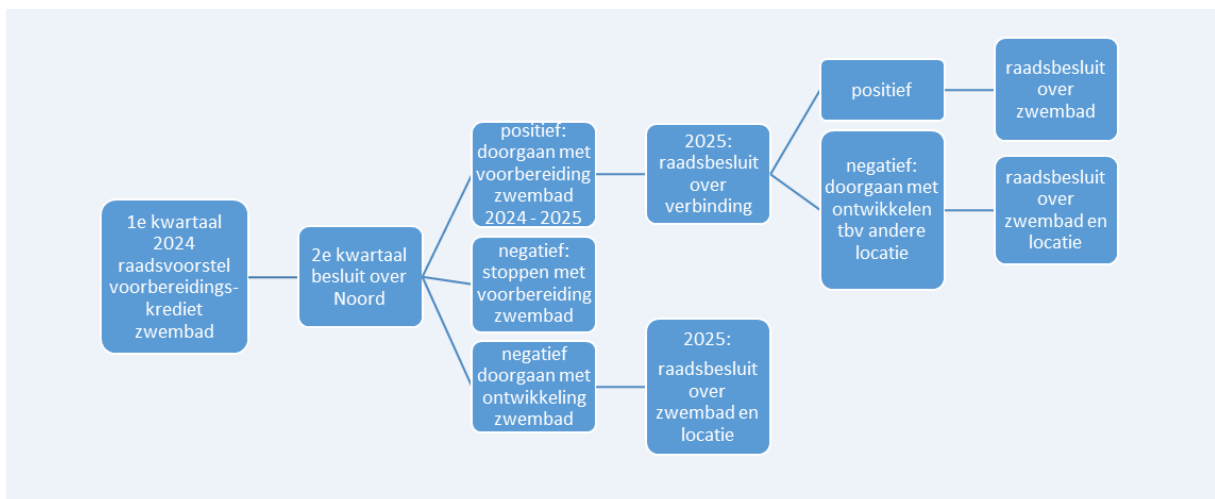 1e kwartaal
2024
raadsvoorstel
voorbereidings-
krediet
zwembad
2e kwartaal
besluit over
Noord
positief:
doorgaan met
voorbereiding
zwembad
2024 - 2025
negatief:
stoppen met
voorbereiding
zwembad
negatief
doorgaan met
ontwikkeling
zwembad
2025:
raadsbesluit
over
verbinding
2025:
raadsbesluit
over
zwembad en
locatie
positief
negatief:
doorgaan met
ontwikkelen
tbv andere
locatie
raadsbesluit
over
zwembad
raadsbesluit
over
zwembad en
locatie